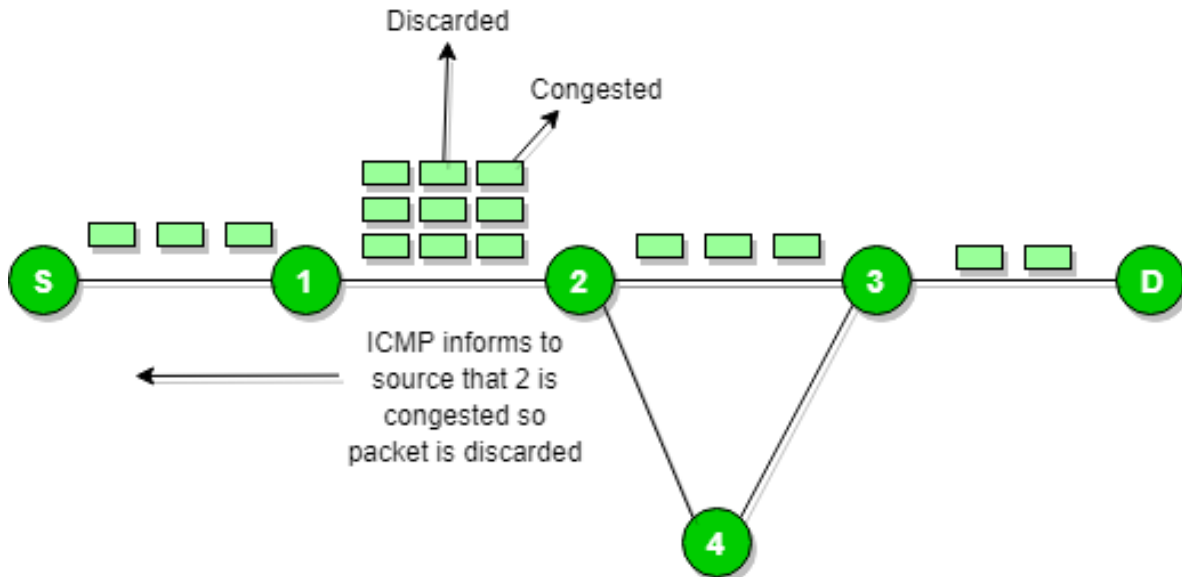 Discarded
Congested
S
1
2
3
D
ICMP informs to
source that 2 is
congested so
packet is discarded
4